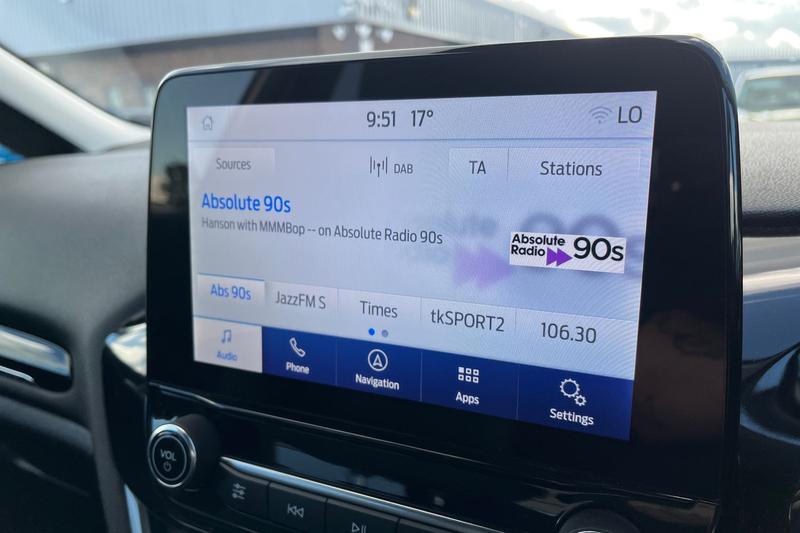 9:51 17° LO
Sources DAB TA Stations
Absolute 90s
Hanson with MMMBop -- on Absolute Radio 90s
Absolute
Radio 90s
Abs 90s JazzFM S Times tkSPORT2 106.30
Audio Phone Navigation Apps Settings
VOL